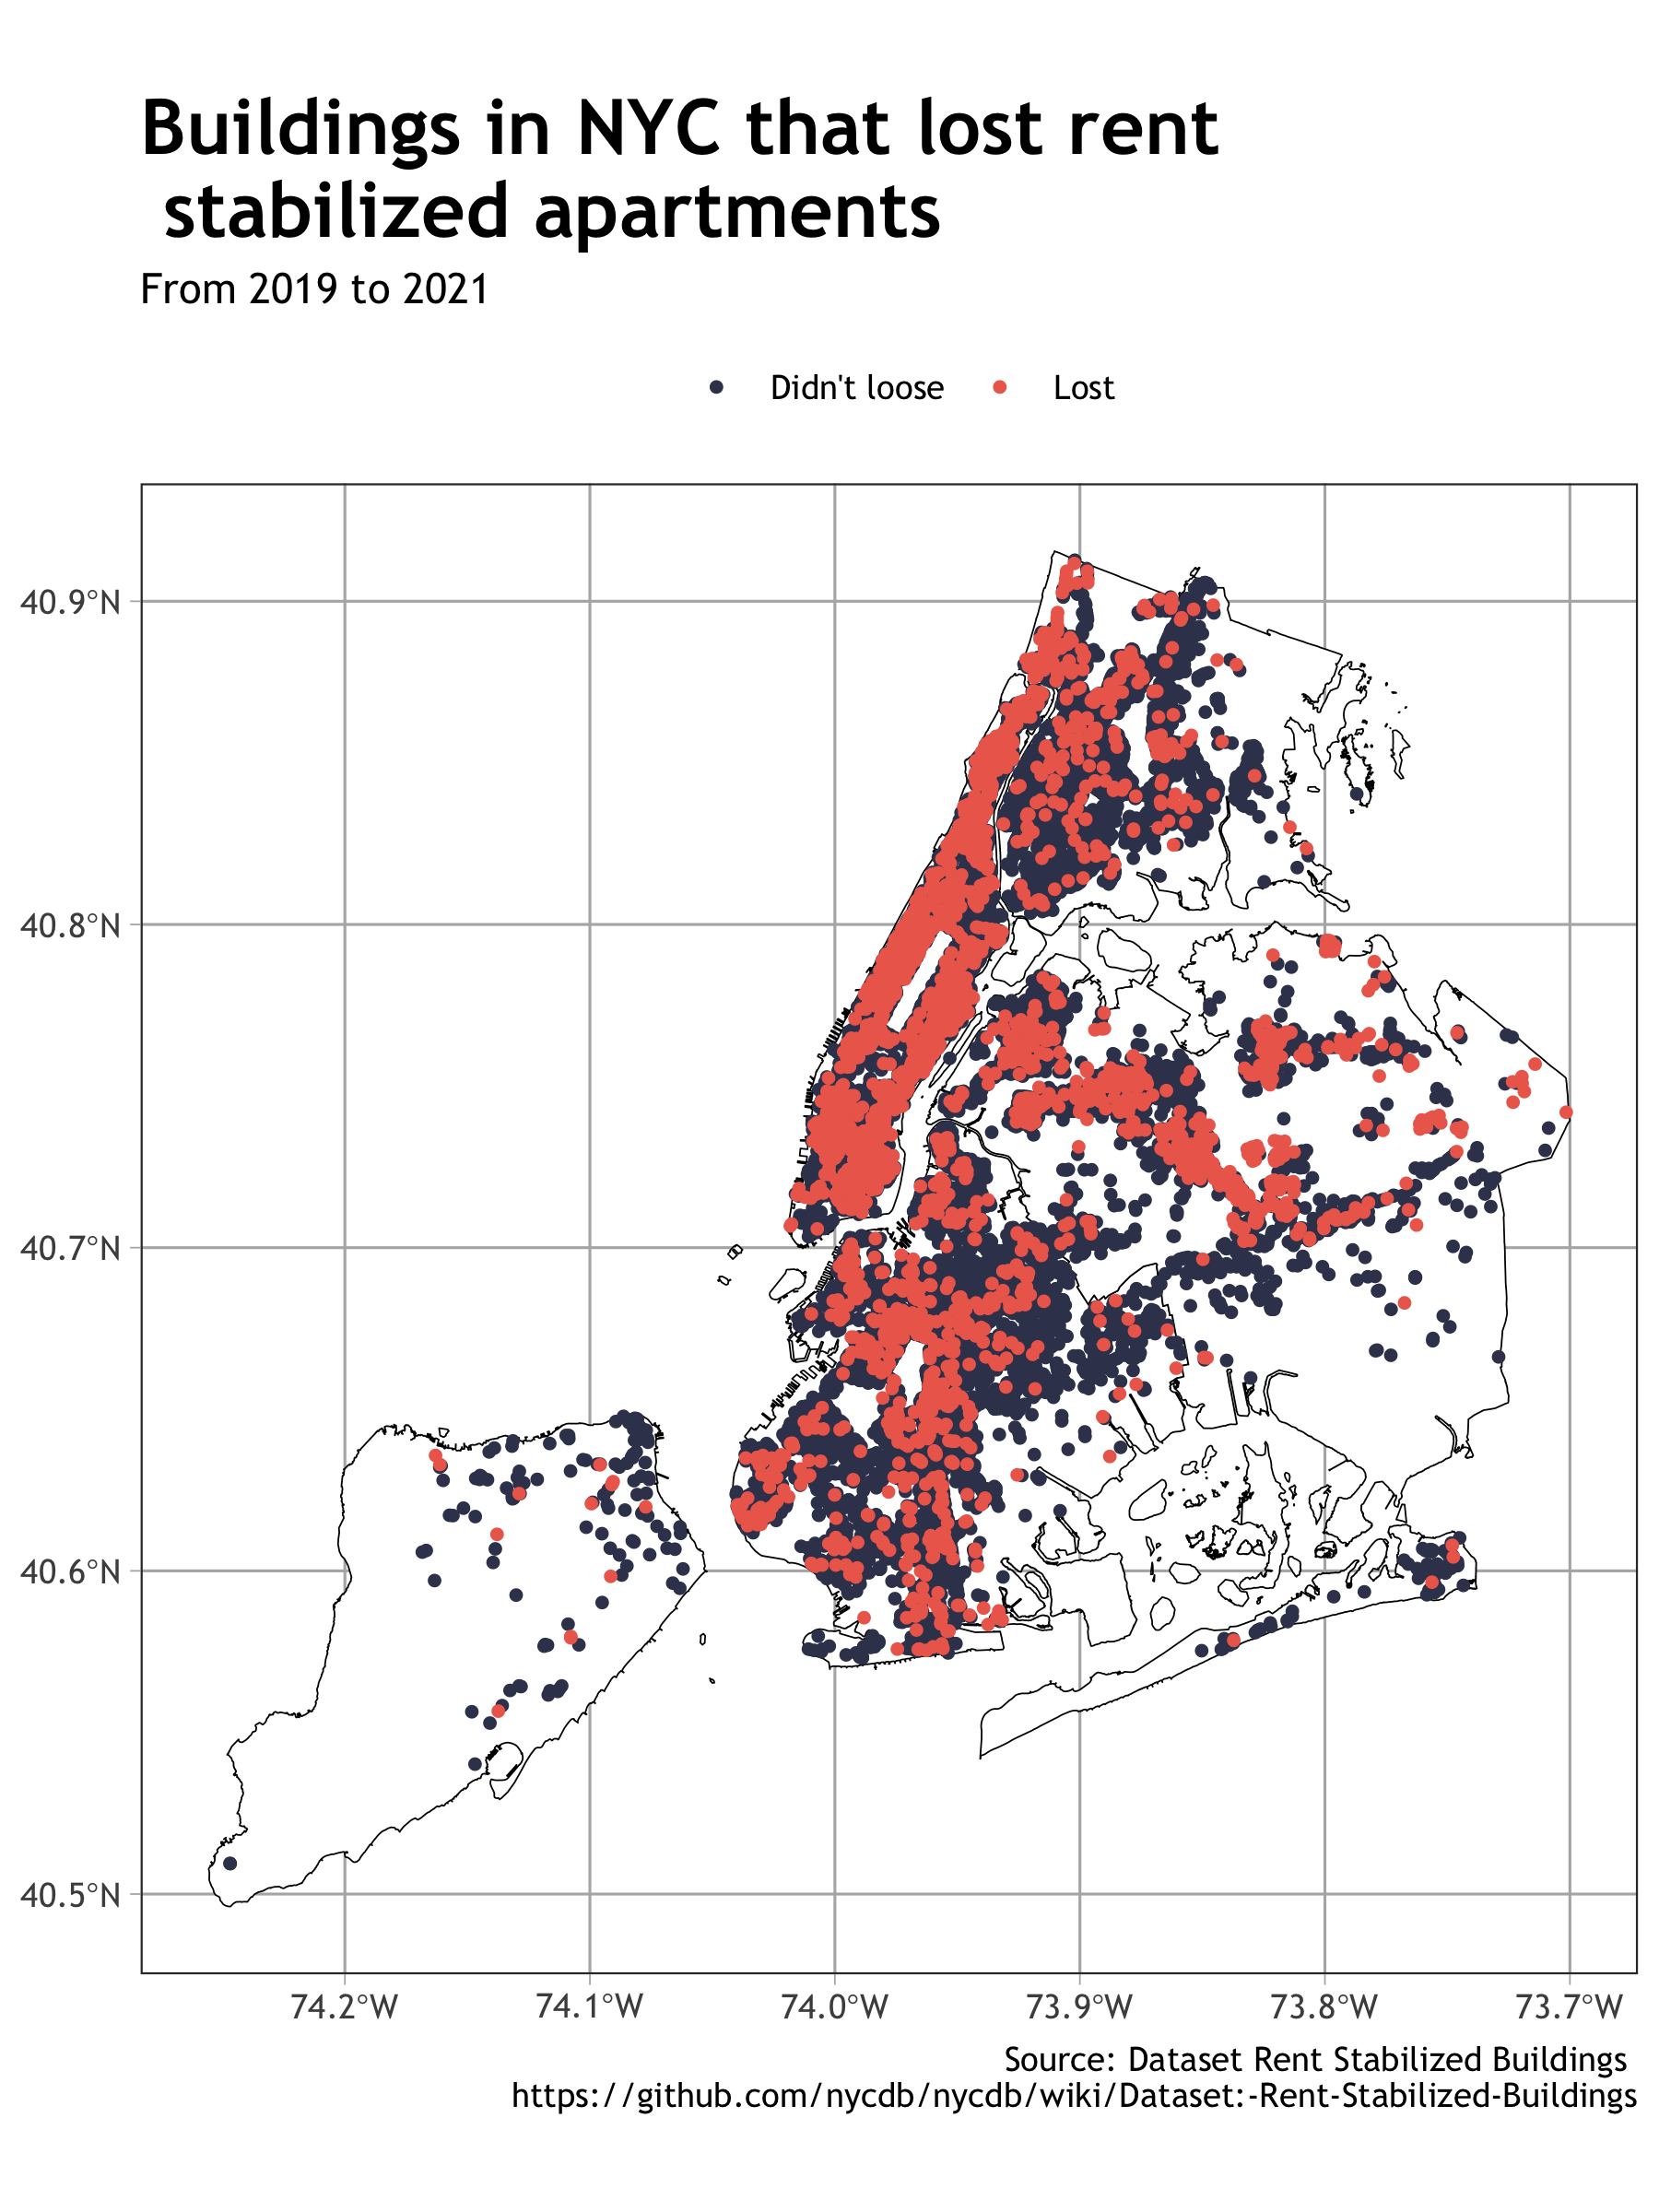 Buildings in NYC that lost rent
stabilized apartments
From 2019 to 2021
Didn't loose Lost
40.9°N
40.8°N
40.7°N
40.6°N
40.5°N
74.2°W 74.1°W 74.0°W 73.9°W 73.8°W 73.7°W
Source: Dataset Rent Stabilized Buildings
https://github.com/nycdb/nycdb/wiki/Dataset:-Rent-Stabilized-Buildings